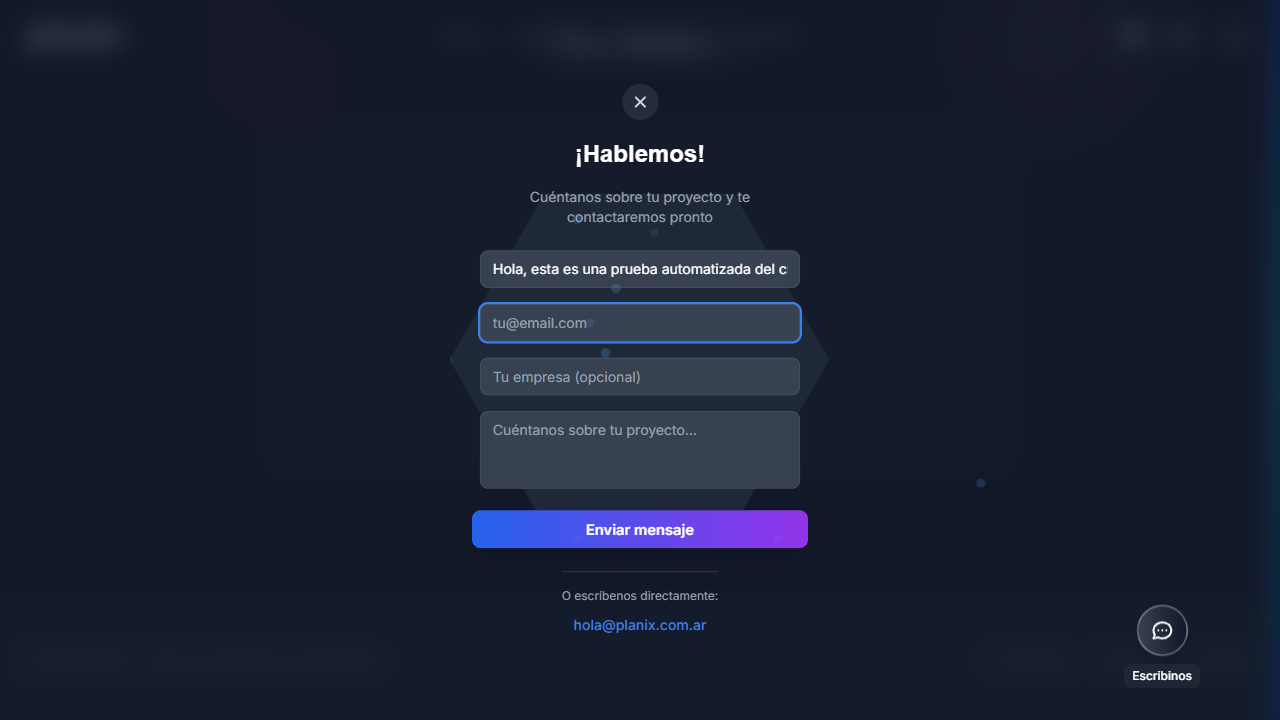 ¡Hablemos!
Cuéntanos sobre tu proyecto y te
contactaremos pronto
Hola, esta es una prueba automatizada del c
tu@email.com
Tu empresa (opcional)
Cuéntanos sobre tu proyecto...
Enviar mensaje
O escríbenos directamente:
hola@planix.com.ar
Escribinos